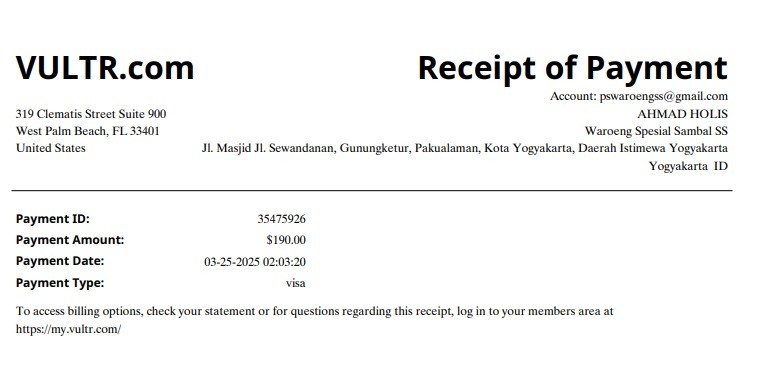 VULTR.com
Receipt of Payment
Account: pswaroengss@gmail.com
319 Clematis Street Suite 900
AHMAD HOLIS
West Palm Beach, FL 33401
Waroeng Spesial Sambal SS
United States
Jl. Masjid Jl. Sewandanan, Gunungketur, Pakualaman, Kota Yogyakarta, Daerah Istimewa Yogyakarta
Yogyakarta ID
Payment ID: 35475926
Payment Amount: $190.00
Payment Date: 03-25-2025 02:03:20
Payment Type: visa
To access billing options, check your statement or for questions regarding this receipt, log in to your members area at
https://my.vultr.com/